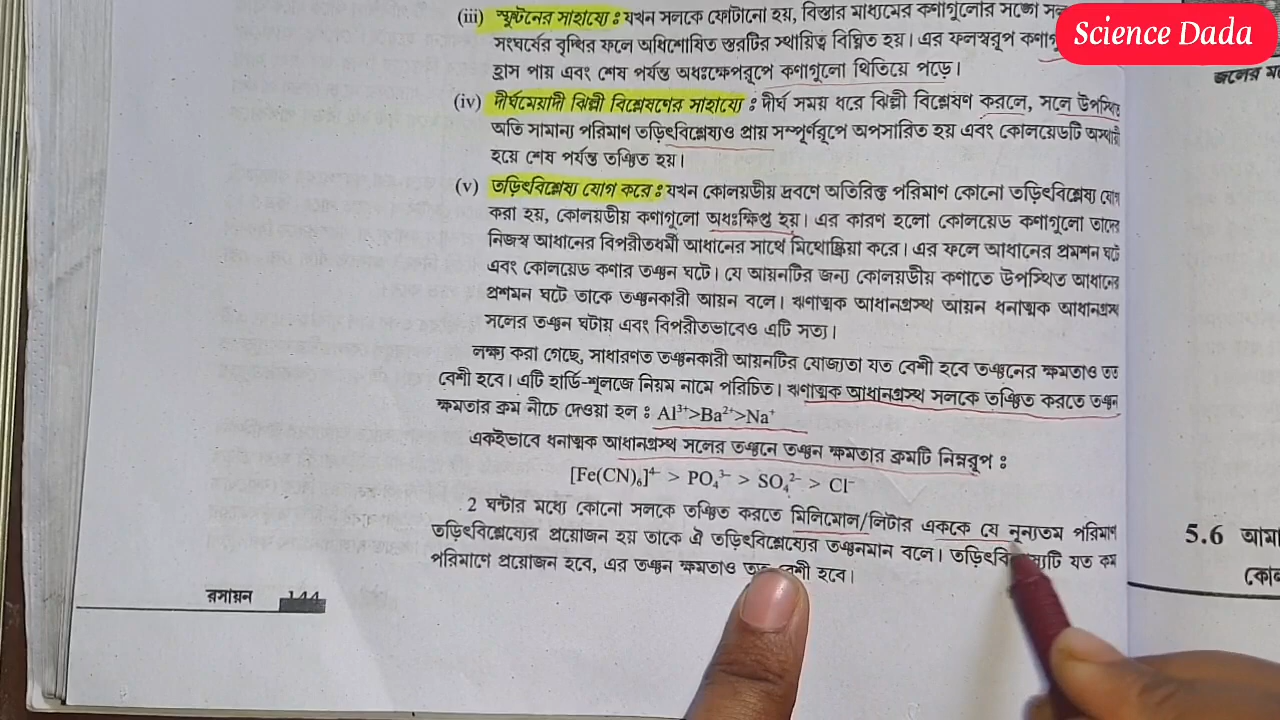 Science Dada
(iii) স্ফুটনের সাহায্যে : যখন সলকে ফোটানো হয়, বিস্তার মাধ্যমের কণাগুলোর সঙ্গে
সংঘর্ষের বৃদ্ধির ফলে অধিশোষিত স্তরটির স্থায়িত্ব বিঘ্নিত হয়। এর ফলস্বরূপ
হ্রাস পায় এবং শেষ পর্যন্ত অধঃক্ষেপরূপে কণাগুলো থিতিয়ে পড়ে।
(iv) দীর্ঘমেয়াদী ঝিল্লী বিশ্লেষণের সাহায্যে : দীর্ঘ সময় ধরে ঝিল্লী বিশ্লেষণ করলে, সলে উপস্থিত
অতি সামান্য পরিমাণ তড়িৎবিশ্লেষ্যও প্রায় সম্পূর্ণরূপে অপসারিত হয় এবং কোলয়েডটি অস্থায়ী
হয়ে শেষ পর্যন্ত তঞ্চিত হয়।
(v) তড়িৎবিশ্লেষ্য যোগ করে : যখন কোলয়ডীয় দ্রবণে অতিরিক্ত পরিমাণ কোনো তড়িৎবিশ্লেষ্য যোগ
করা হয়, কোলয়ডীয় কণাগুলো অধঃক্ষিপ্ত হয়। এর কারণ হলো কোলয়েড কণাগুলো তাদের
নিজস্ব আধানের বিপরীতধর্মী আধানের সাথে মিথোষ্ক্রিয়া করে। এর ফলে আধানের প্রমশন ঘটে
এবং কোলয়েড কণার তঞ্চন ঘটে। যে আয়নটির জন্য কোলয়ডীয় কণাতে উপস্থিত আধানের
প্রশমন ঘটে তাকে তঞ্চনকারী আয়ন বলে। ঋণাত্মক আধানগ্রস্থ আয়ন ধনাত্মক আধানগ্রস্থ
সলের তঞ্চন ঘটায় এবং বিপরীতভাবেও এটি সত্য।
লক্ষ্য করা গেছে, সাধারণত তঞ্চনকারী আয়নটির যোজ্যতা যত বেশী হবে তঞ্চনের ক্ষমতাও তত
বেশী হবে। এটি হার্ডি-শূলজে নিয়ম নামে পরিচিত। ঋণাত্মক আধানগ্রস্থ সলকে তঞ্চিত করতে তঞ্চন
ক্ষমতার ক্রম নীচে দেওয়া হল : Al³⁺>Ba²⁺>Na⁺
একইভাবে ধনাত্মক আধানগ্রস্থ সলের তঞ্চনে তঞ্চন ক্ষমতার ক্রমটি নিম্নরূপ :
[Fe(CN)₆]⁴⁻ > PO₄³⁻ > SO₄²⁻ > Cl⁻
2 ঘন্টার মধ্যে কোনো সলকে তঞ্চিত করতে মিলিমোল/লিটার এককে যে নূন্যতম পরিমাণ
তড়িৎবিশ্লেষ্যের প্রয়োজন হয় তাকে ঐ তড়িৎবিশ্লেষ্যের তঞ্চনমান বলে। যত কম
পরিমাণে প্রয়োজন হবে, এর তঞ্চন ক্ষমতাও তত বেশী হবে।
রসায়ন 144
জলের
5.6